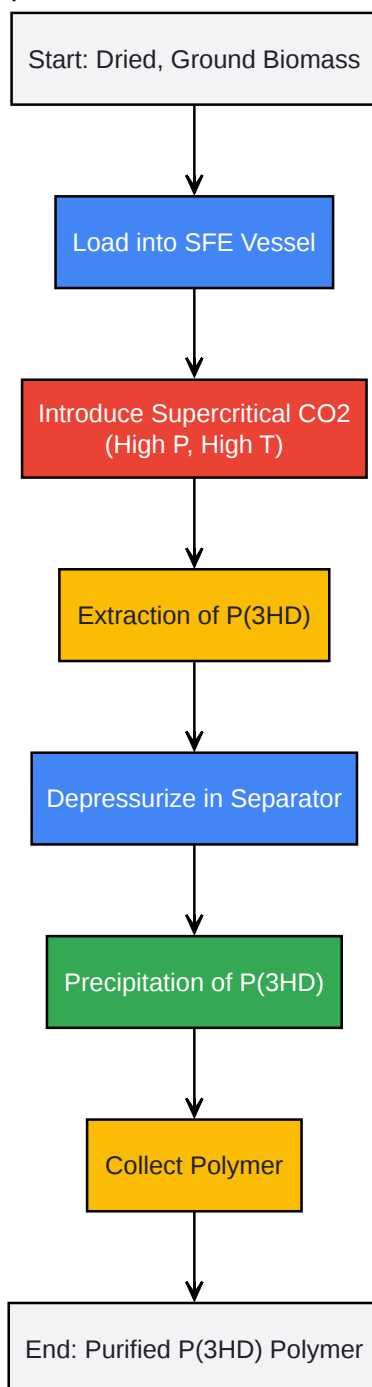 Start: Dried, Ground Biomass
Load into SFE Vessel
Introduce Supercritical CO2
(High P, High T)
Extraction of P(3HD)
Depressurize in Separator
Precipitation of P(3HD)
Collect Polymer
End: Purified P(3HD) Polymer